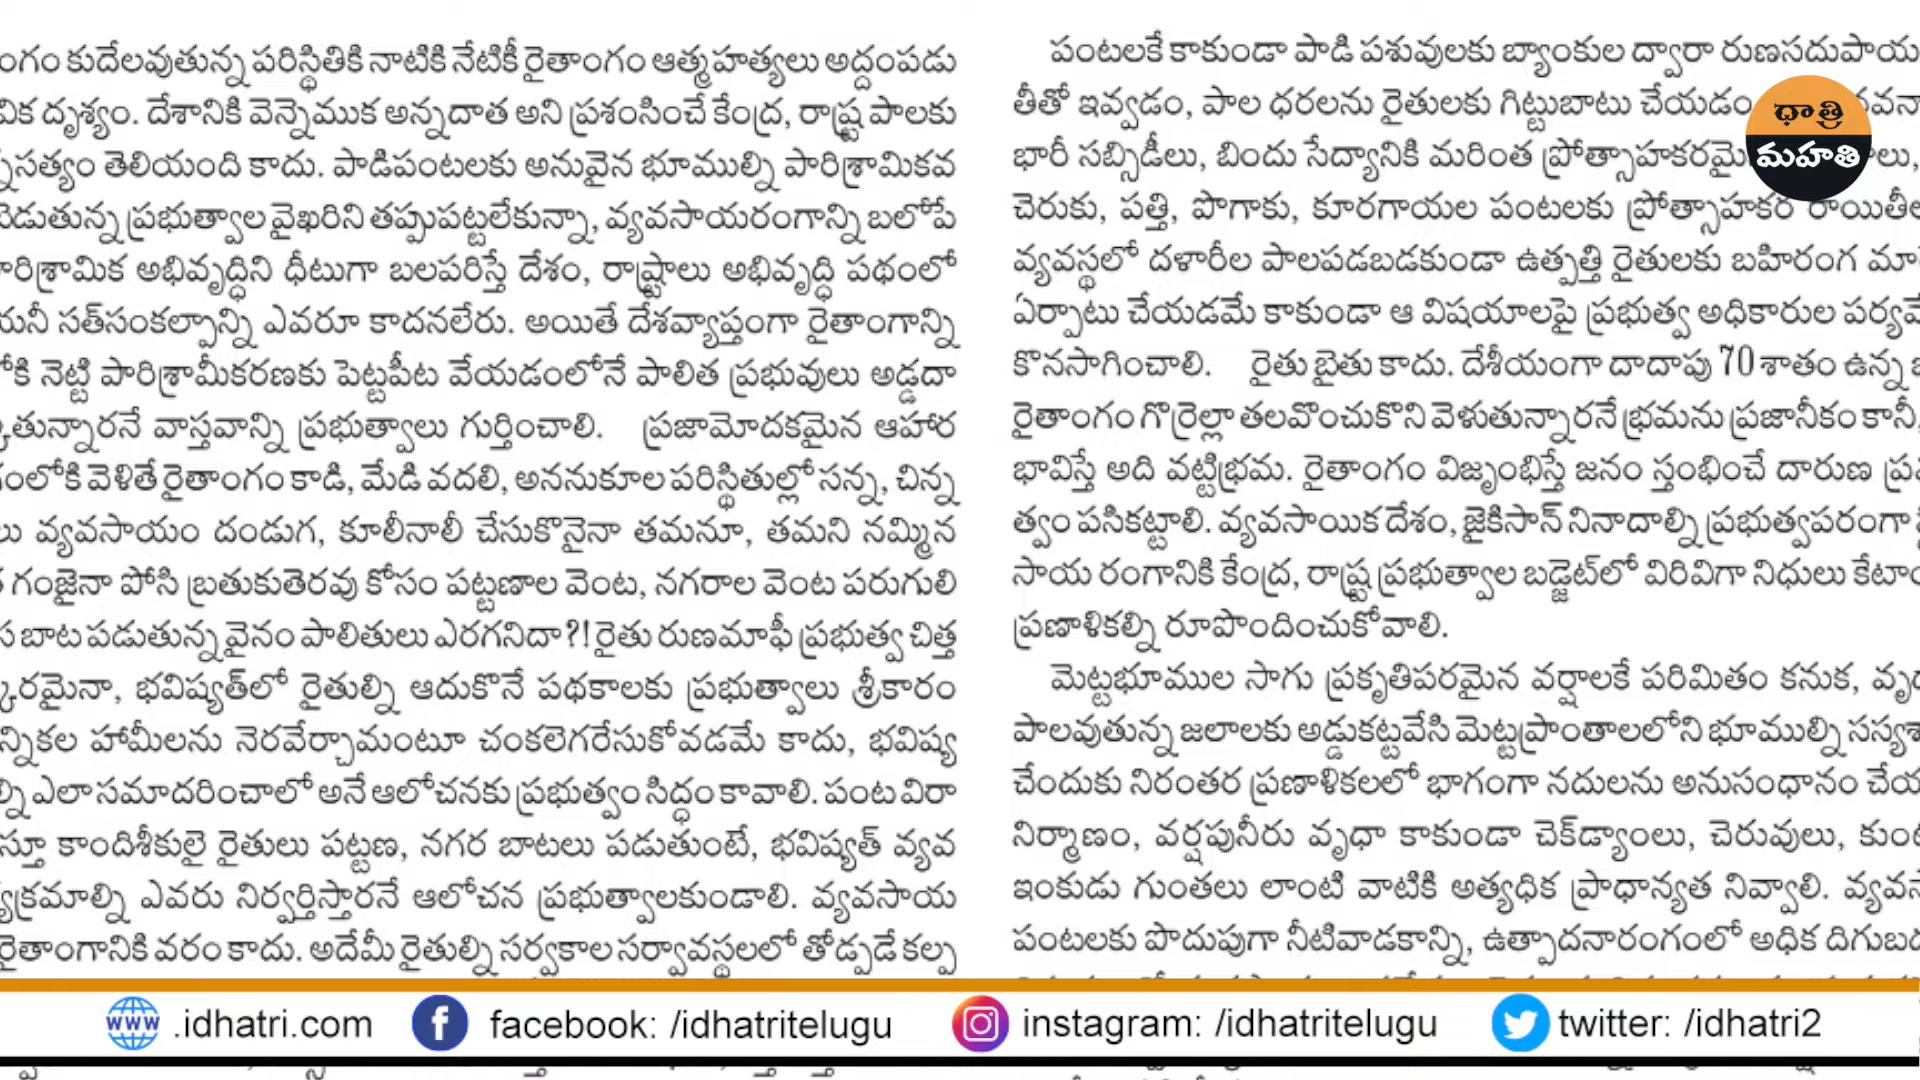 కుదేలవుతున్న పరిస్థితికి నాటికి నేటికీ రైతాంగం ఆత్మహత్యలు అద్దంపడు
దృశ్యం. దేశానికి వెన్నెముక అన్నదాత అని ప్రశంసించే కేంద్ర, రాష్ట్ర పాలకు
తెలియంది కాదు. పాడిపంటలకు అనువైన భూముల్ని పారిశ్రామికవ
ప్రభుత్వాల వైఖరిని తప్పుపట్టలేకున్నా, వ్యవసాయరంగాన్ని బలోపే
అభివృద్ధిని ధీటుగా బలపరిస్తే దేశం, రాష్ట్రాలు అభివృద్ధి పథంలో
సత్‌సంకల్పాన్ని ఎవరూ కాదనలేరు. అయితే దేశవ్యాప్తంగా రైతాంగాన్ని
నెట్టి పారిశ్రామీకరణకు పెట్టపీట వేయడంలోనే పాలిత ప్రభువులు అడ్డదా
వాస్తవాన్ని ప్రభుత్వాలు గుర్తించాలి. ప్రజామోదకమైన ఆహార
వెళితే రైతాంగం కాడి, మేడి వదలి, అననుకూల పరిస్థితుల్లో సన్న, చిన్న
వ్యవసాయం దండుగ, కూలీనాలీ చేసుకొనైనా తమనూ, తమని నమ్మిన
గంజైనా పోసి బ్రతుకుతెరవు కోసం పట్టణాల వెంట, నగరాల వెంట పరుగులి
బాట పడుతున్న వైనం పాలితులు ఎరగనిదా?! రైతు రుణమాఫీ ప్రభుత్వ చిత్త
భవిష్యత్‌లో రైతుల్ని ఆదుకొనే పథకాలకు ప్రభుత్వాలు శ్రీకారం
హామీలను నెరవేర్చామంటూ చంకలెగరేసుకోవడమే కాదు, భవిష్య
ఎలా సమాదరించాలో అనే ఆలోచనకు ప్రభుత్వం సిద్ధం కావాలి. పంట విరా
కాందిశీకులై రైతులు పట్టణ, నగర బాటలు పడుతుంటే, భవిష్యత్ వ్యవ
ఎవరు నిర్వర్తిస్తారనే ఆలోచన ప్రభుత్వాలకుండాలి. వ్యవసాయ
రైతాంగానికి వరం కాదు. అదేమీ రైతుల్ని సర్వకాల సర్వావస్థలలో తోడ్పడే కల్ప
పంటలకే కాకుండా పాడి పశువులకు బ్యాంకుల ద్వారా రుణసదుపాయ
తీతో ఇవ్వడం, పాల ధరలను రైతులకు గిట్టుబాటు చేయడం
భారీ సబ్సిడీలు, బిందు సేద్యానికి మరింత
చెరుకు, పత్తి, పొగాకు, కూరగాయల పంటలకు ప్రోత్సాహకర రాయితీల
వ్యవస్థలో దళారీల పాలపడబడకుండా ఉత్పత్తి రైతులకు బహిరంగ
ఏర్పాటు చేయడమే కాకుండా ఆ విషయాలపై ప్రభుత్వ అధికారుల
కొనసాగించాలి. రైతు బైతు కాదు. దేశీయంగా దాదాపు 70 శాతం ఉన్న
రైతాంగం గొర్రెల్లా తలవొంచుకొని వెళుతున్నారనే భ్రమను ప్రజానీకం కానీ,
భావిస్తే అది వట్టిభ్రమ. రైతాంగం విజృంభిస్తే జనం స్తంభించే దారుణ
త్వం పసికట్టాలి. వ్యవసాయిక దేశం, జైకిసాన్ నినాదాల్ని ప్రభుత్వపరంగా
సాయ రంగానికి కేంద్ర, రాష్ట్ర ప్రభుత్వాల బడ్జెట్‌లో విరివిగా నిధులు
ప్రణాళికల్ని రూపొందించుకోవాలి.
మెట్టభూముల సాగు ప్రకృతిపరమైన వర్షాలకే పరిమితం కనుక,
పాలవుతున్న జలాలకు అడ్డుకట్టవేసి మెట్టప్రాంతాలలోని భూముల్ని
చేందుకు నిరంతర ప్రణాళికలలో భాగంగా నదులను అనుసంధానం
నిర్మాణం, వర్షపునీరు వృధా కాకుండా చెక్‌డ్యాంలు, చెరువులు,
ఇంకుడు గుంతలు లాంటి వాటికి అత్యధిక ప్రాధాన్యత నివ్వాలి.
పంటలకు పొదుపుగా నీటివాడకాన్ని, ఉత్పాదనారంగంలో అధిక
ధాత్రి
మహతి
www .idhatri.com facebook: /idhatritelugu instagram: /idhatritelugu twitter: /idhatri2